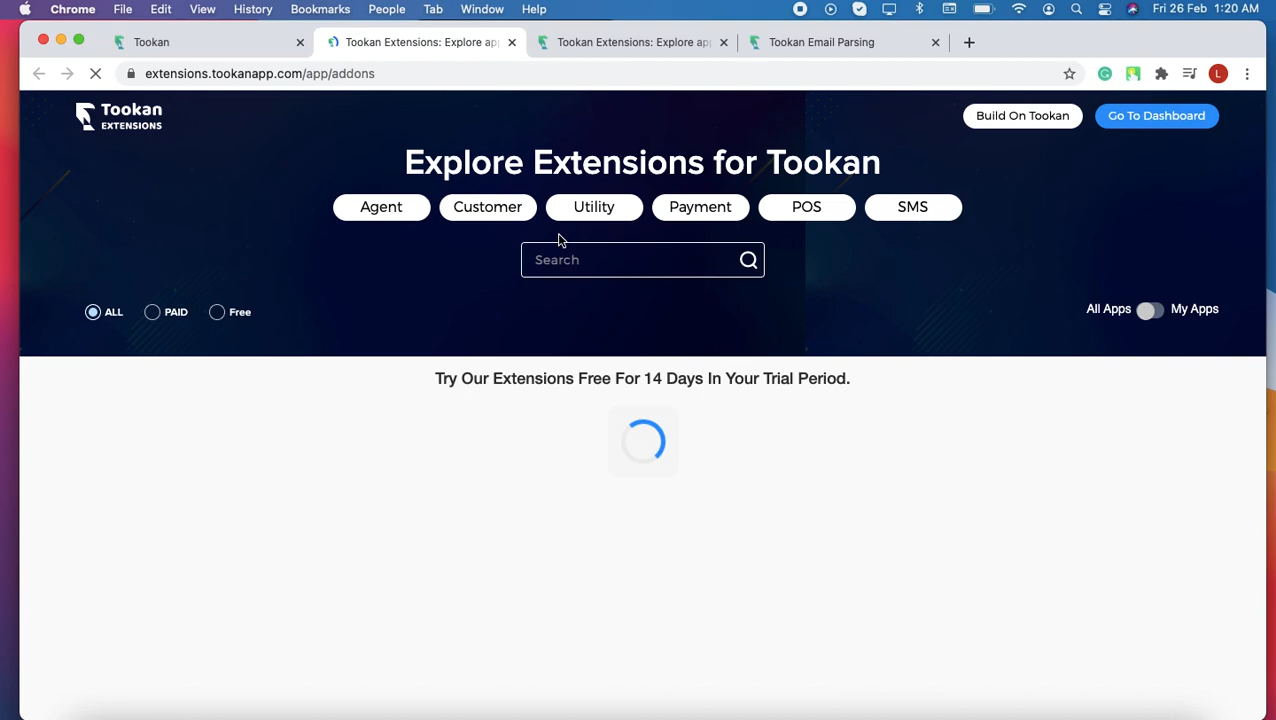 Chrome File Edit View History Bookmarks People Tab Window Help Fri 26 Feb 1:20 AM
Tookan Tookan Extensions: Explore ap Tookan Extensions: Explore ap Tookan Email Parsing
extensions.tookanapp.com/app/addons L
Tookan
EXTENSIONS
Build On Tookan Go To Dashboard
Explore Extensions for Tookan
Agent Customer Utility Payment POS SMS
Search
ALL PAID Free All Apps My Apps
Try Our Extensions Free For 14 Days In Your Trial Period.